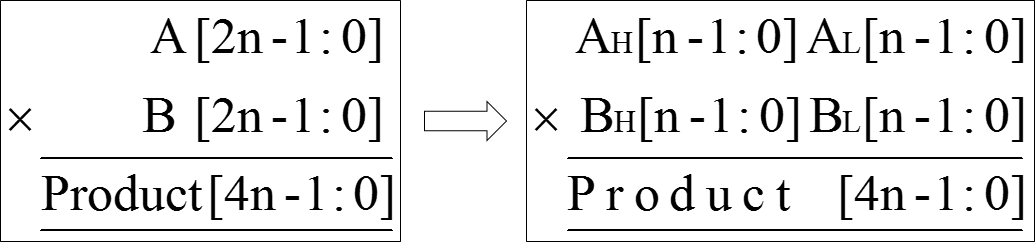 A[2n-1:0]
× B [2n-1:0]
Product[4n-1:0]
AH[n-1:0]AL[n-1:0]
× BH[n-1:0]BL[n-1:0]
Product [4n-1:0]